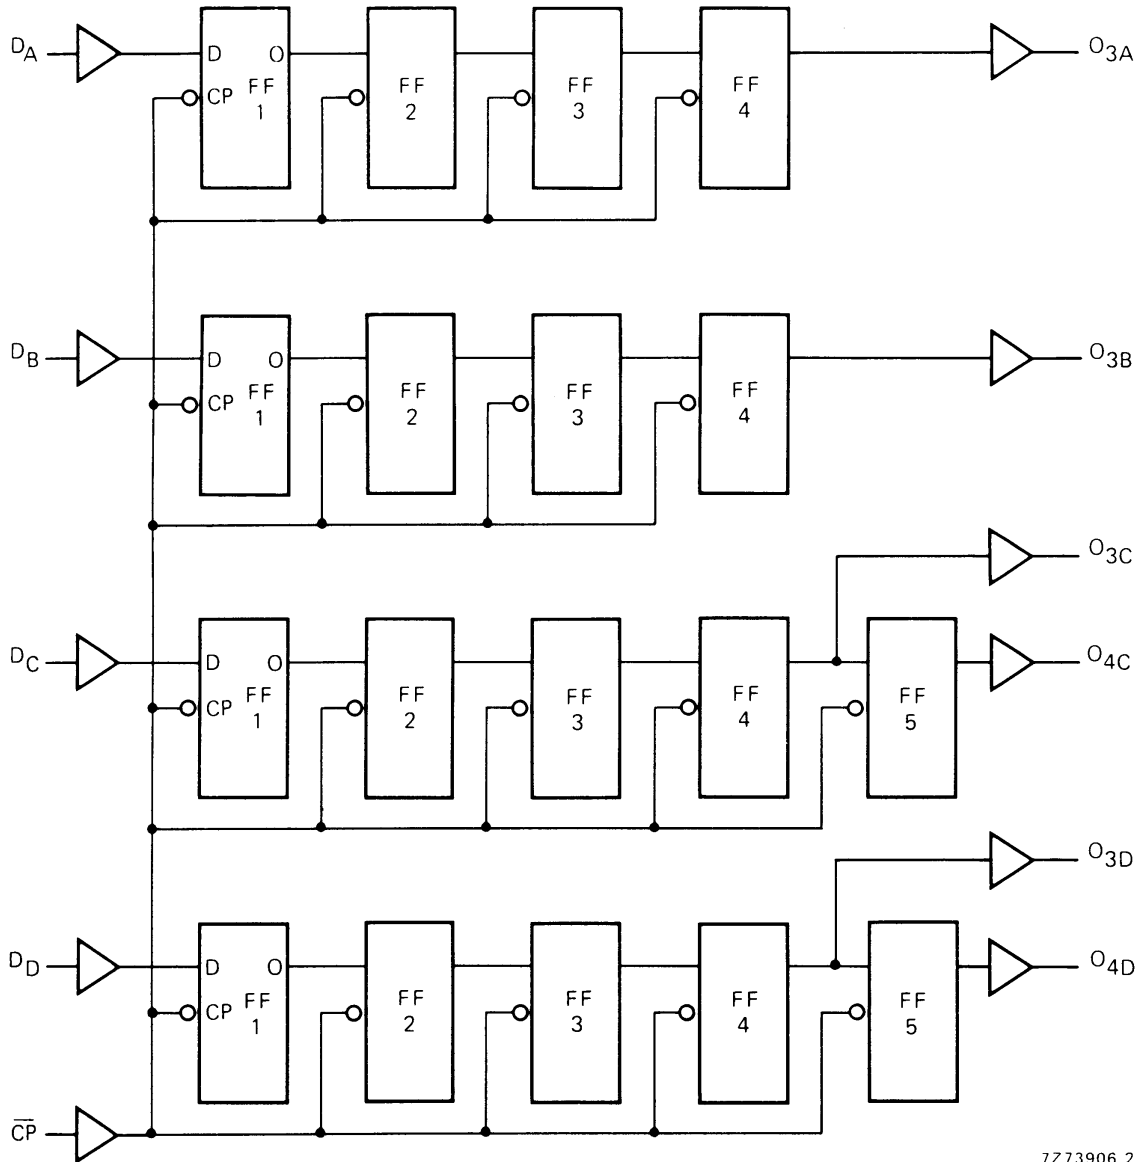 DA D O FF 1 CP FF 2 FF 3 FF 4 O3A
DB D O FF 1 CP FF 2 FF 3 FF 4 O3B
O3C
DC D O FF 1 CP FF 2 FF 3 FF 4 FF 5 O4C
O3D
DD D O FF 1 CP FF 2 FF 3 FF 4 FF 5 O4D
C̅P̅
7Z73906.2